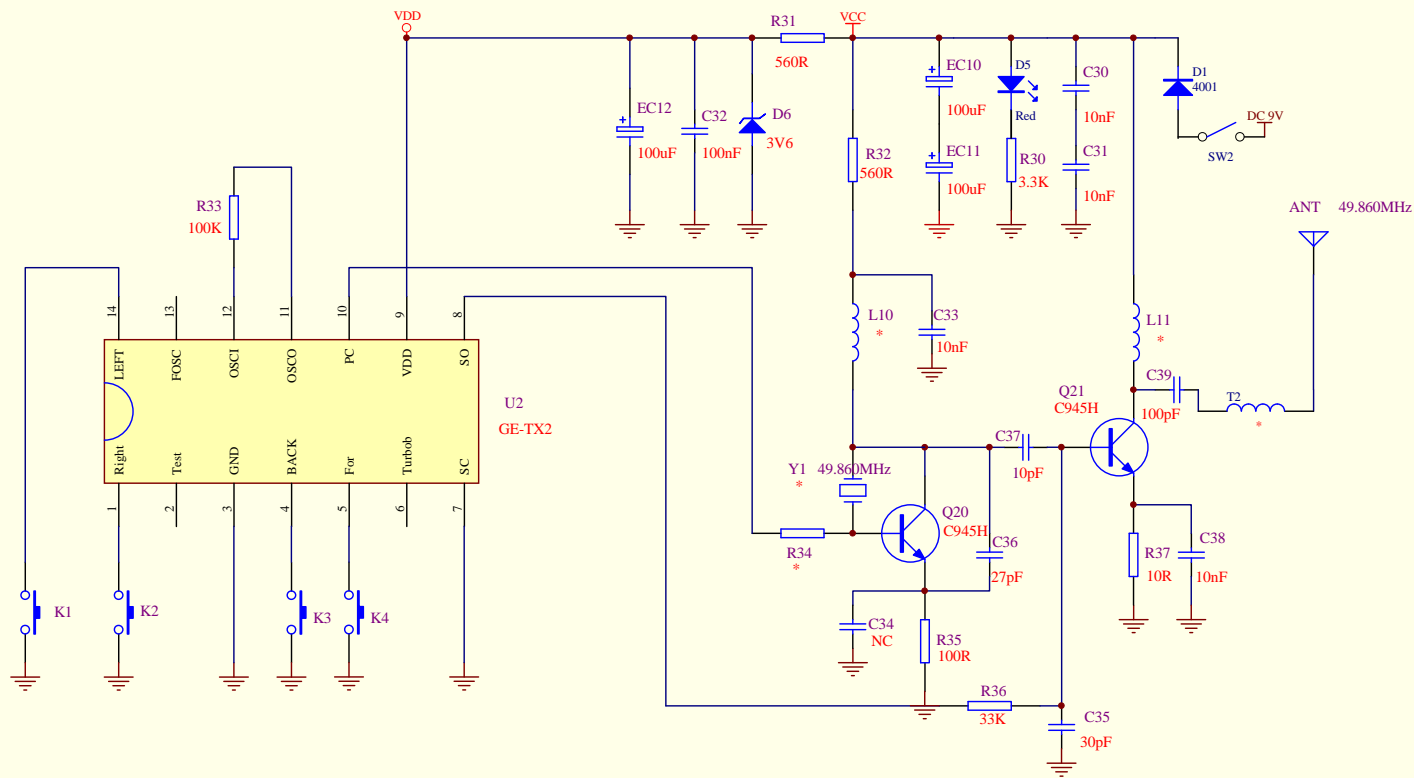 VDD
R31
560R
VCC
EC12
100uF
C32
100nF
D6
3V6
R32
560R
EC10
100uF
EC11
100uF
D5
Red
R30
3.3K
C30
10nF
C31
10nF
D1
4001
DC 9V
SW2
ANT 49.860MHz
R33
100K
14
13
12
11
10
9
8
LEFT
FOSC
OSCI
OSCO
PC
VDD
SO
U2
GE-TX2
Right
Test
GND
BACK
For
Turbob
SC
1
2
3
4
5
6
7
K1
K2
K3
K4
L10
*
C33
10nF
L11
*
C39
100pF
T2
*
Q21
C945H
C37
10pF
Y1 49.860MHz
*
Q20
C945H
R34
*
C36
27pF
R37
10R
C38
10nF
C34
NC
R35
100R
R36
33K
C35
30pF